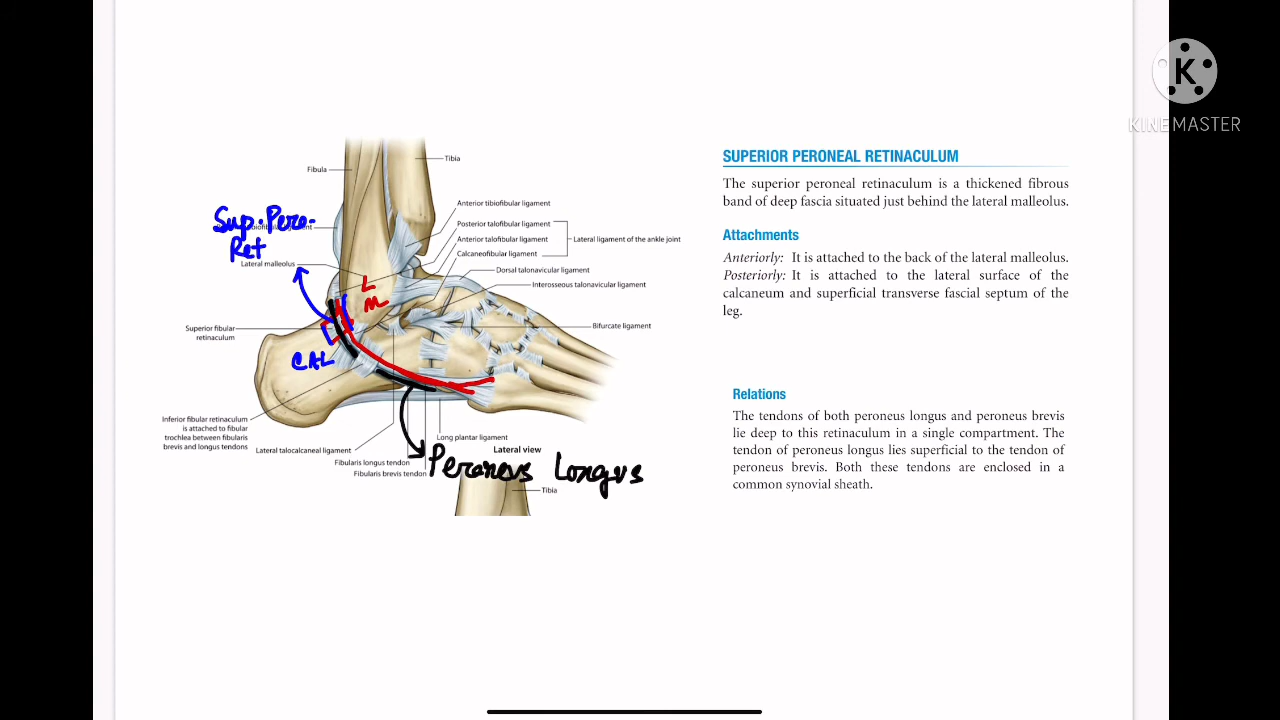 K
KINEMASTER
Tibia
Fibula
Anterior tibiofibular ligament
Sup. Pere.
Ret
Posterior talofibular ligament
Anterior talofibular ligament
Lateral ligament of the ankle joint
Calcaneofibular ligament
Lateral malleolus
Dorsal talonavicular ligament
Interosseous talonavicular ligament
L
M
Superior fibular
retinaculum
Bifurcate ligament
CAL
Inferior fibular retinaculum
is attached to fibular
trochlea between fibularis
brevis and longus tendons
Lateral talocalcaneal ligament
Long plantar ligament
Lateral view
Fibularis longus tendon
Fibularis brevis tendon
Peroneus Longus
Tibia
SUPERIOR PERONEAL RETINACULUM
The superior peroneal retinaculum is a thickened fibrous
band of deep fascia situated just behind the lateral malleolus.
Attachments
Anteriorly: It is attached to the back of the lateral malleolus.
Posteriorly: It is attached to the lateral surface of the
calcaneum and superficial transverse fascial septum of the
leg.
Relations
The tendons of both peroneus longus and peroneus brevis
lie deep to this retinaculum in a single compartment. The
tendon of peroneus longus lies superficial to the tendon of
peroneus brevis. Both these tendons are enclosed in a
common synovial sheath.